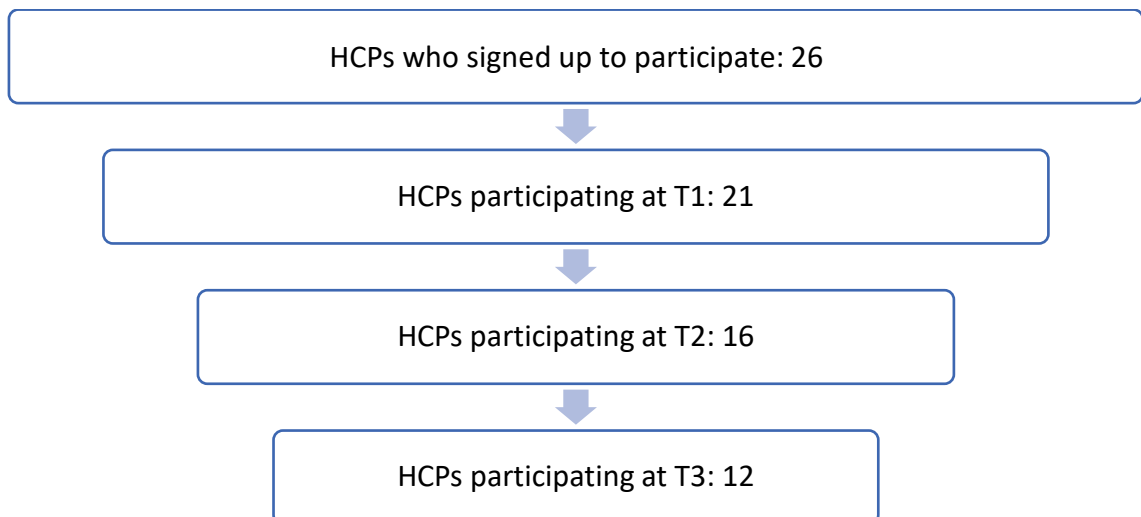 HCPs who signed up to participate: 26
HCPs participating at T1: 21
HCPs participating at T2: 16
HCPs participating at T3: 12